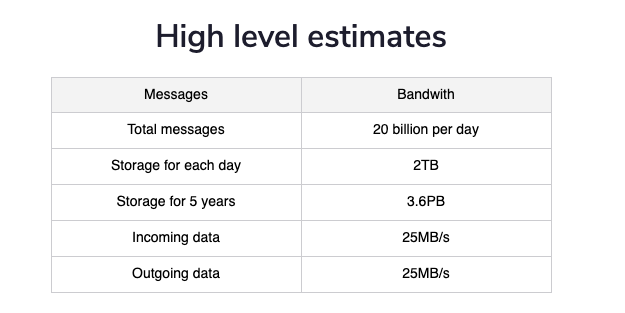 High level estimates
Messages Bandwith
Total messages 20 billion per day
Storage for each day 2TB
Storage for 5 years 3.6PB
Incoming data 25MB/s
Outgoing data 25MB/s